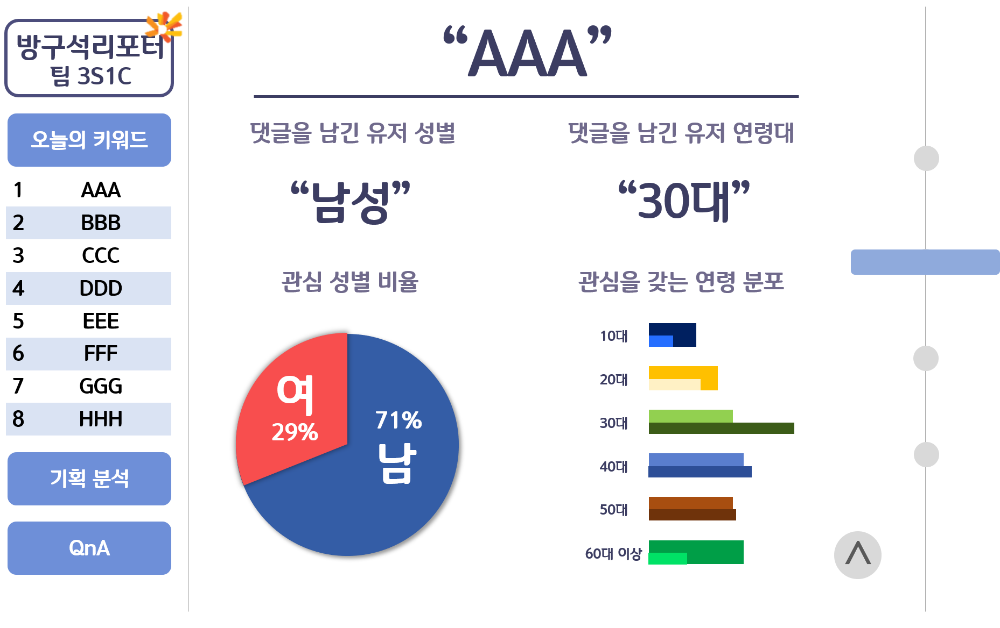 방구석리포터
팀 3S1C
오늘의 키워드
1 AAA
2 BBB
3 CCC
4 DDD
5 EEE
6 FFF
7 GGG
8 HHH
기획 분석
QnA
“AAA”
댓글을 남긴 유저 성별
“남성”
댓글을 남긴 유저 연령대
“30대”
관심 성별 비율
여
29%
71%
남
관심을 갖는 연령 분포
10대
20대
30대
40대
50대
60대 이상